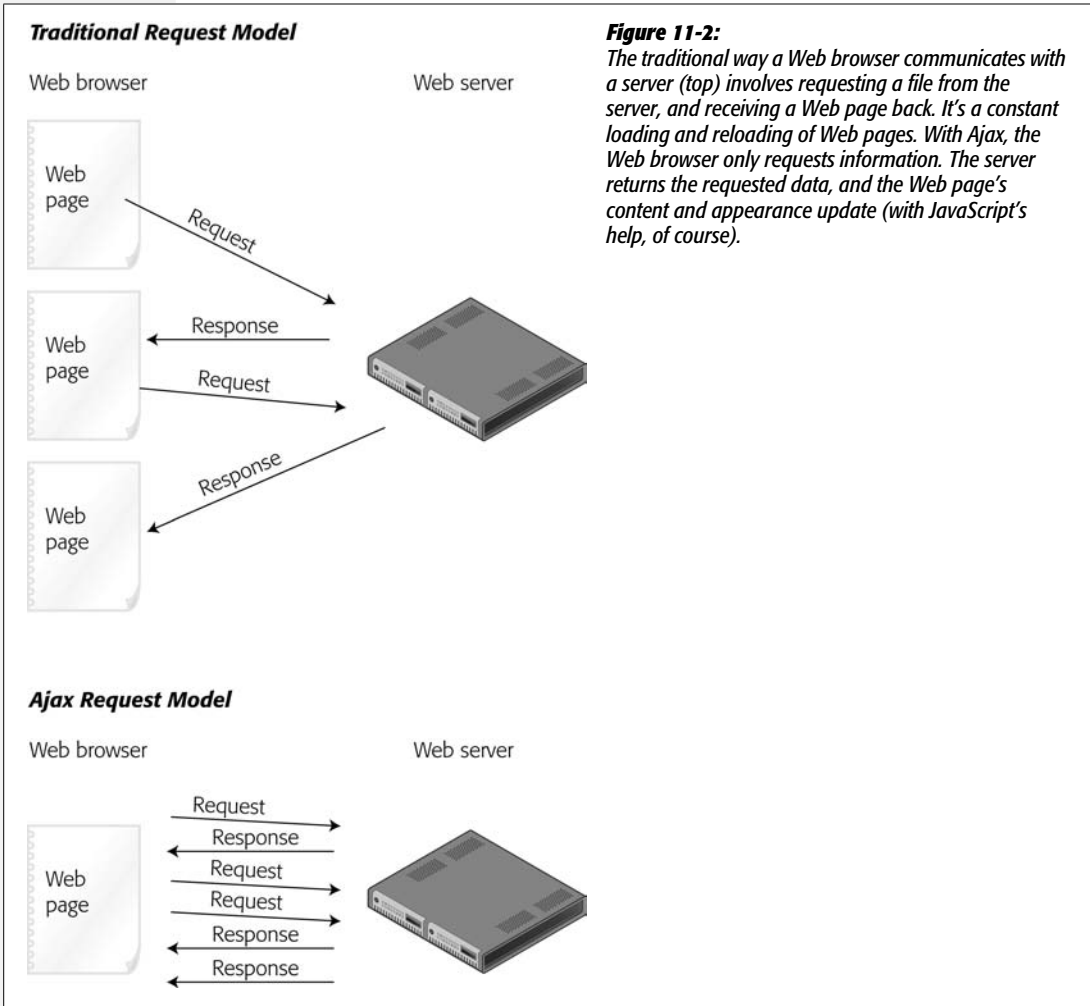 Traditional Request Model
Web browser
Web server
Web
page
Request
Response
Web
page
Request
Response
Web
page
Ajax Request Model
Web browser
Web server
Web
page
Request
Response
Request
Request
Response
Response
Figure 11-2:
The traditional way a Web browser communicates with
a server (top) involves requesting a file from the
server, and receiving a Web page back. It's a constant
loading and reloading of Web pages. With Ajax, the
Web browser only requests information. The server
returns the requested data, and the Web page's
content and appearance update (with JavaScript's
help, of course).